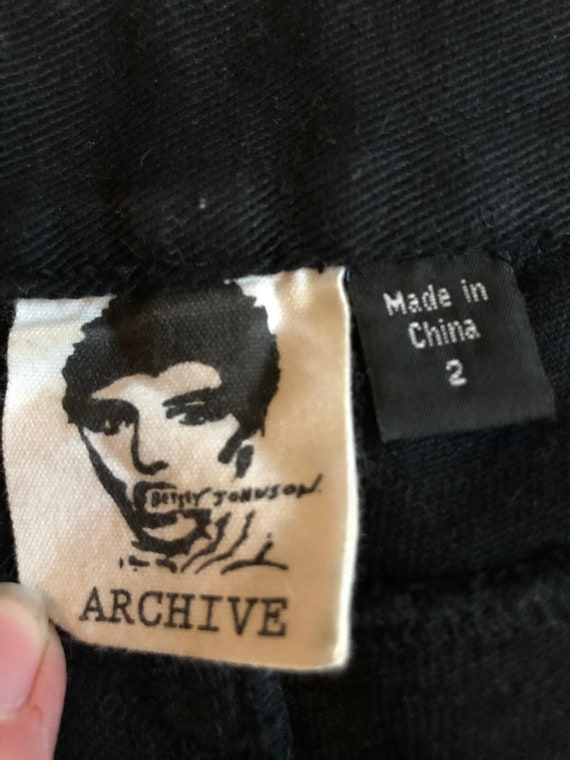 Made in
China
2
BETSEY JOHNSON.
ARCHIVE